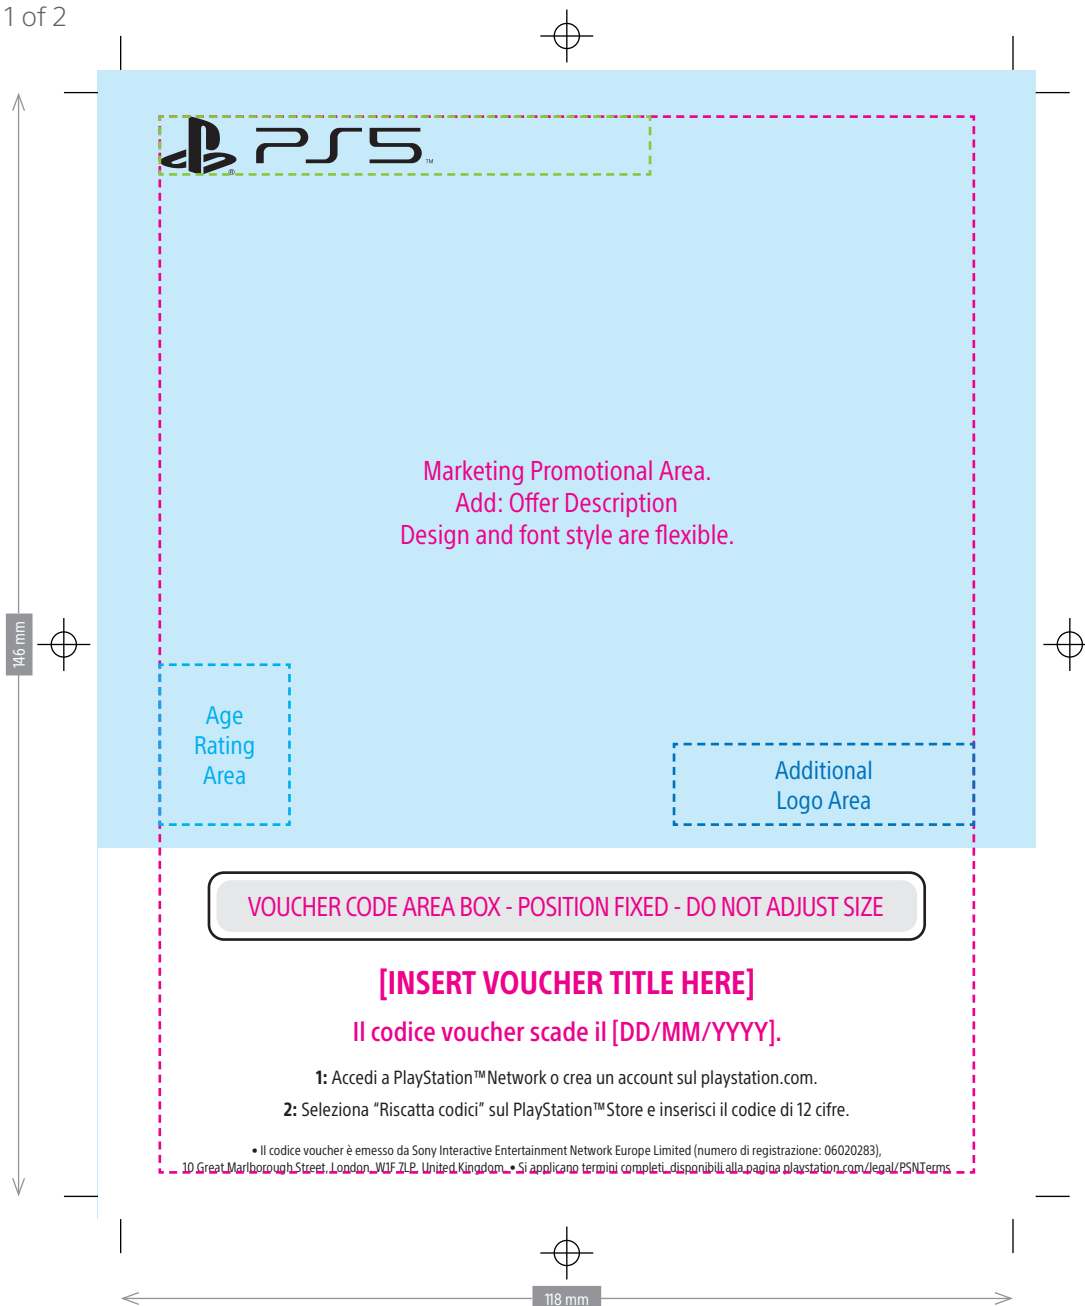 1 of 2
PS5™
®
Marketing Promotional Area.
Add: Offer Description
Design and font style are flexible.
146 mm
Age
Rating
Area
Additional
Logo Area
VOUCHER CODE AREA BOX - POSITION FIXED - DO NOT ADJUST SIZE
[INSERT VOUCHER TITLE HERE]
Il codice voucher scade il [DD/MM/YYYY].
1: Accedi a PlayStation™Network o crea un account sul playstation.com.
2: Seleziona “Riscatta codici” sul PlayStation™Store e inserisci il codice di 12 cifre.
• Il codice voucher è emesso da Sony Interactive Entertainment Network Europe Limited (numero di registrazione: 06020283),
10 Great Marlborough Street, London, W1F 7LP, United Kingdom. • Si applicano termini completi, disponibili alla pagina playstation.com/legal/PSNTerms
118 mm